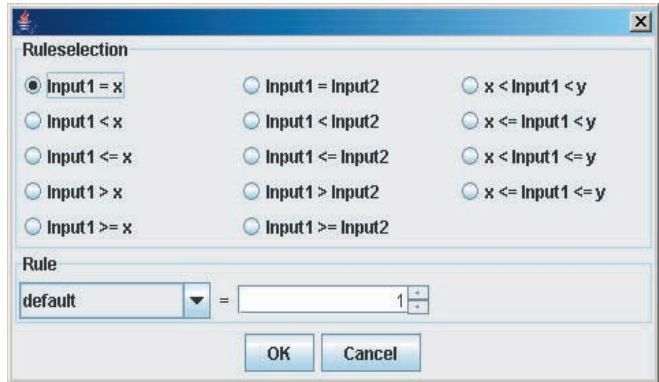 Ruleselection
Input1 = x Input1 = Input2 x < Input1 < y
Input1 < x Input1 < Input2 x <= Input1 < y
Input1 <= x Input1 <= Input2 x < Input1 <= y
Input1 > x Input1 > Input2 x <= Input1 <= y
Input1 >= x Input1 >= Input2
Rule
default = 1
OK Cancel